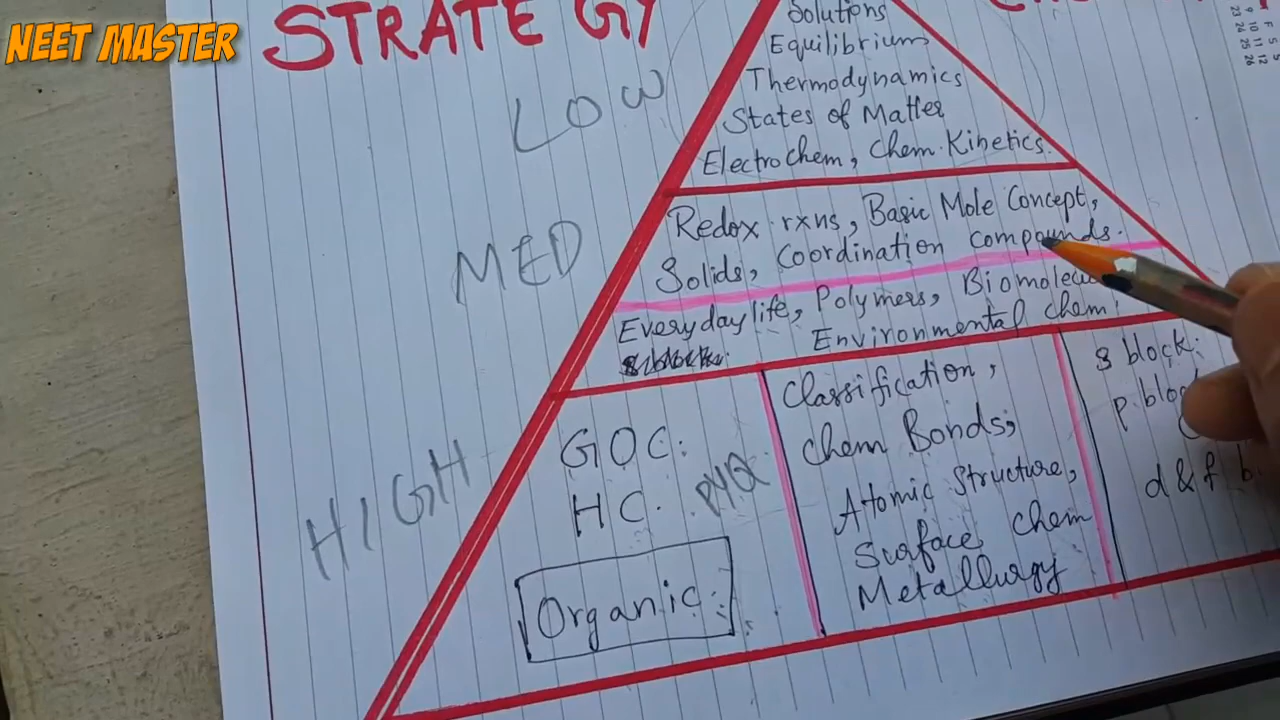 NEET MASTER
STRATEGY
LOW
Solutions
Equilibrium
Thermodynamics
States of Matter
Electrochem, Chem. Kinetics.
MED
Redox rxns, Basic Mole Concept,
Solids, Coordination compounds.
Everyday life, Polymers,
Environmental chem!
HIGH
GOC:
HC. PYQ
Organic:
Classification,
Chem Bonds;
Atomic Structure,
Surface Chem
Metallurgy
s block:
d & f